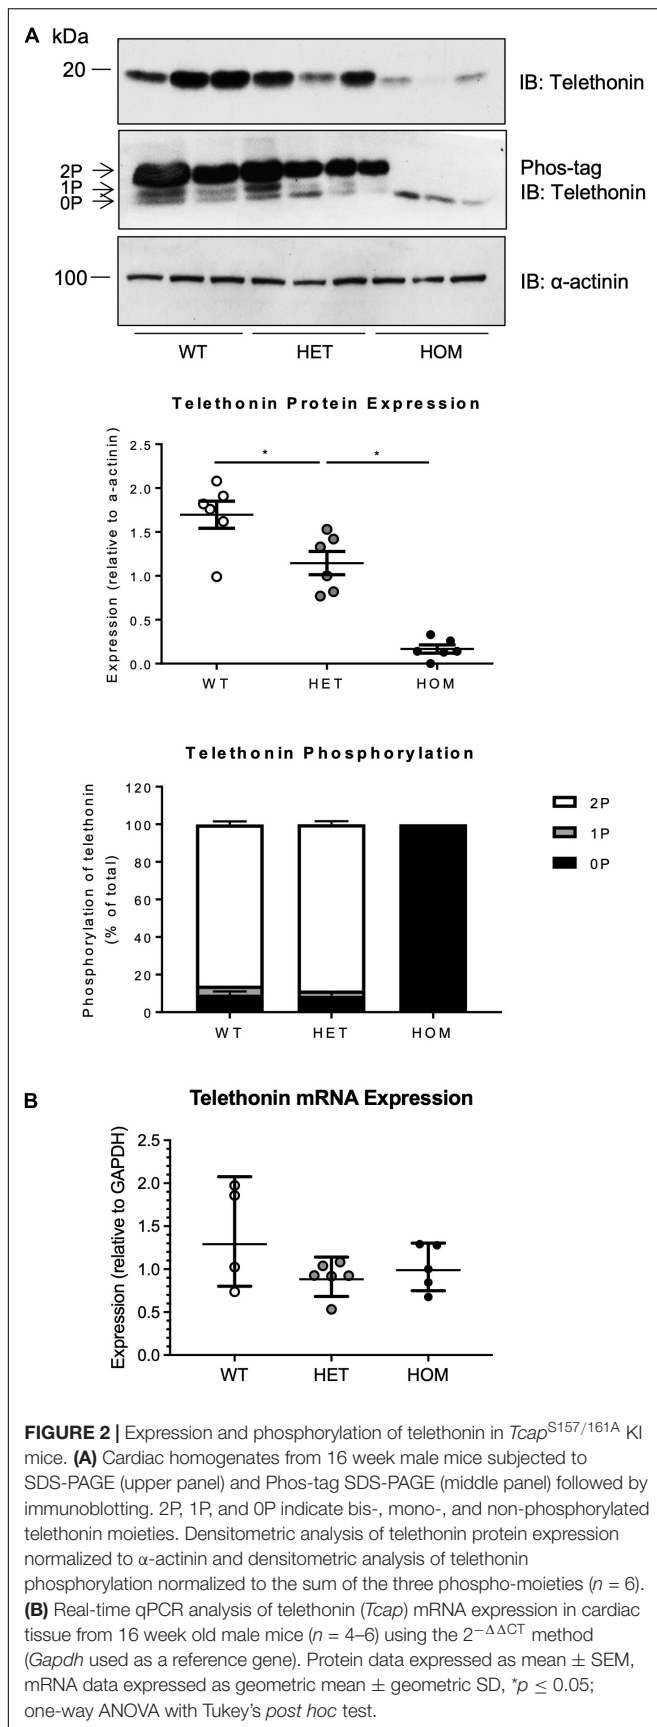 A kDa
20
IB: Telethonin
2P
1P
0P
Phos-tag
IB: Telethonin
100
IB: α-actinin
WT HET HOM
Telethonin Protein Expression
Expression (relative to a-actinin)
2.5
2.0
1.5
1.0
0.5
0.0
* *
WT HET HOM
Telethonin Phosphorylation
Phosphorylation of telethonin
(% of total)
120
100
80
60
40
20
0
WT HET HOM
2P
1P
0P
B
Telethonin mRNA Expression
Expression (relative to GAPDH)
2.5
2.0
1.5
1.0
0.5
0.0
WT HET HOM
FIGURE 2 | Expression and phosphorylation of telethonin in Tcap^S157/161A KI
mice. (A) Cardiac homogenates from 16 week male mice subjected to
SDS-PAGE (upper panel) and Phos-tag SDS-PAGE (middle panel) followed by
immunoblotting. 2P, 1P, and 0P indicate bis-, mono-, and non-phosphorylated
telethonin moieties. Densitometric analysis of telethonin protein expression
normalized to α-actinin and densitometric analysis of telethonin
phosphorylation normalized to the sum of the three phospho-moieties (n = 6).
(B) Real-time qPCR analysis of telethonin (Tcap) mRNA expression in cardiac
tissue from 16 week old male mice (n = 4–6) using the 2^−ΔΔCT method
(Gapdh used as a reference gene). Protein data expressed as mean ± SEM,
mRNA data expressed as geometric mean ± geometric SD, *p ≤ 0.05;
one-way ANOVA with Tukey's post hoc test.